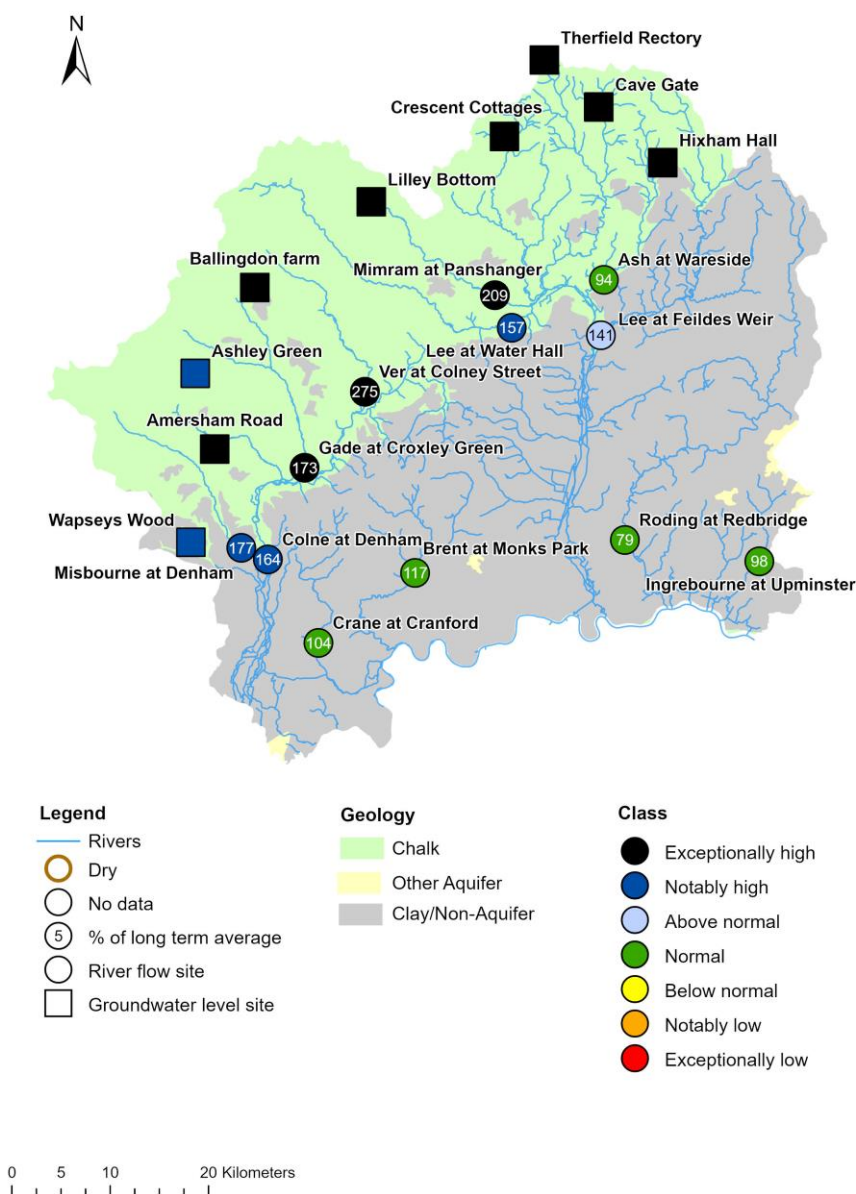 N
Therfield Rectory
Cave Gate
Crescent Cottages
Hixham Hall
Lilley Bottom
Ballingdon farm
Mimram at Panshanger
Ash at Wareside
94
209
Lee at Feildes Weir
157
141
Ashley Green
Lee at Water Hall
Ver at Colney Street
275
Amersham Road
Gade at Croxley Green
173
Wapseys Wood
Colne at Denham
Roding at Redbridge
177
164
Brent at Monks Park
79
Misbourne at Denham
117
98
Ingrebourne at Upminster
Crane at Cranford
104
Legend
Rivers
Dry
No data
5
% of long term average
River flow site
Groundwater level site
Geology
Chalk
Other Aquifer
Clay/Non-Aquifer
Class
Exceptionally high
Notably high
Above normal
Normal
Below normal
Notably low
Exceptionally low
0 5 10 20 Kilometers